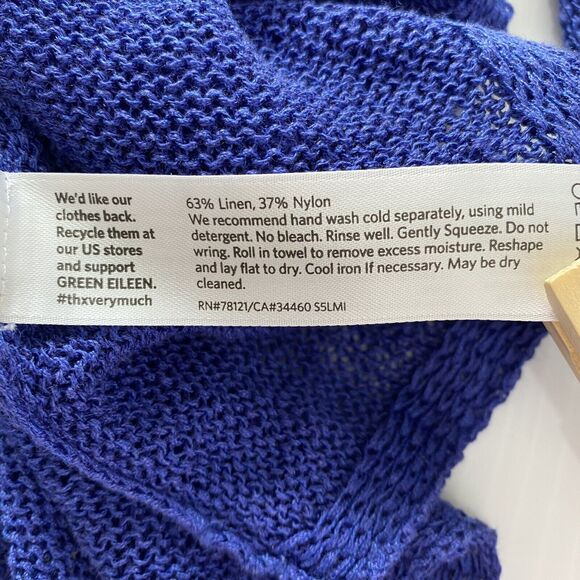 We'd like our
clothes back.
Recycle them at
our US stores
and support
GREEN EILEEN.
#thxverymuch
63% Linen, 37% Nylon
We recommend hand wash cold separately, using mild
detergent. No bleach. Rinse well. Gently Squeeze. Do not
wring. Roll in towel to remove excess moisture. Reshape
and lay flat to dry. Cool iron If necessary. May be dry
cleaned.
RN#78121/CA#34460 S5LMI